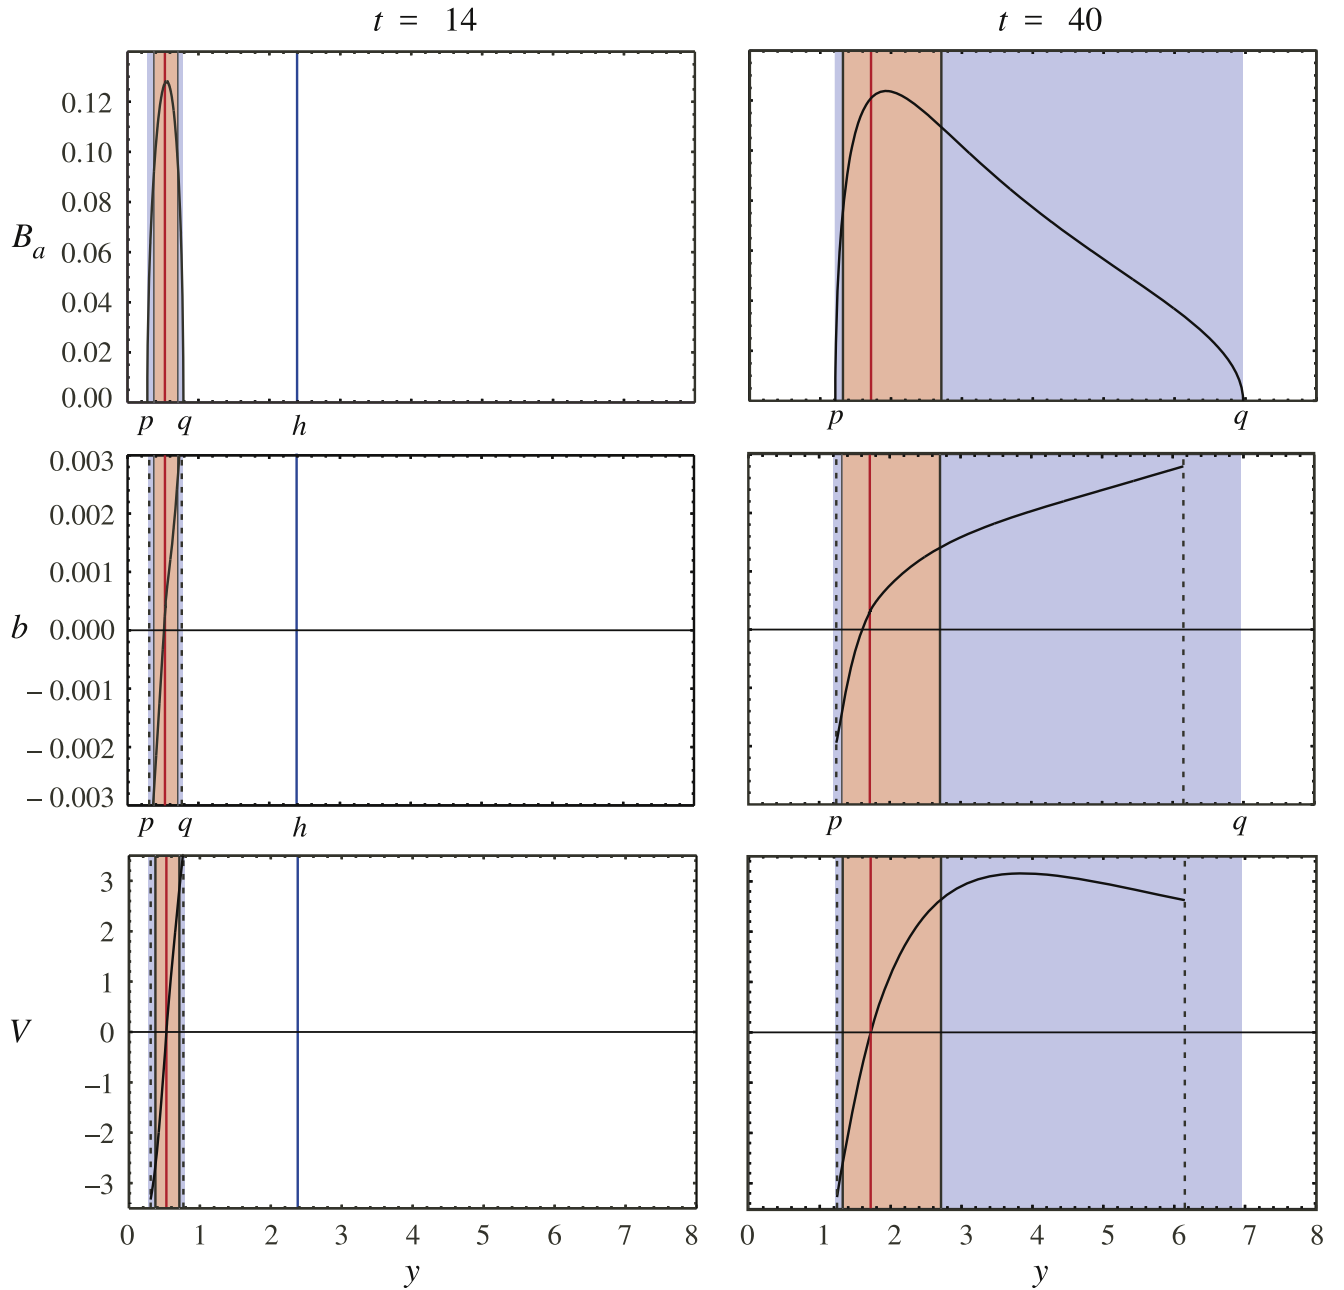 t = 14
t = 40
0.12
0.10
0.08
0.06
0.04
0.02
0.00
B_a
p q h
p q
0.003
0.002
0.001
0.000
− 0.001
− 0.002
− 0.003
b
p q h
p q
3
2
1
0
−1
−2
−3
V
0 1 2 3 4 5 6 7 8
0 1 2 3 4 5 6 7 8
y
y